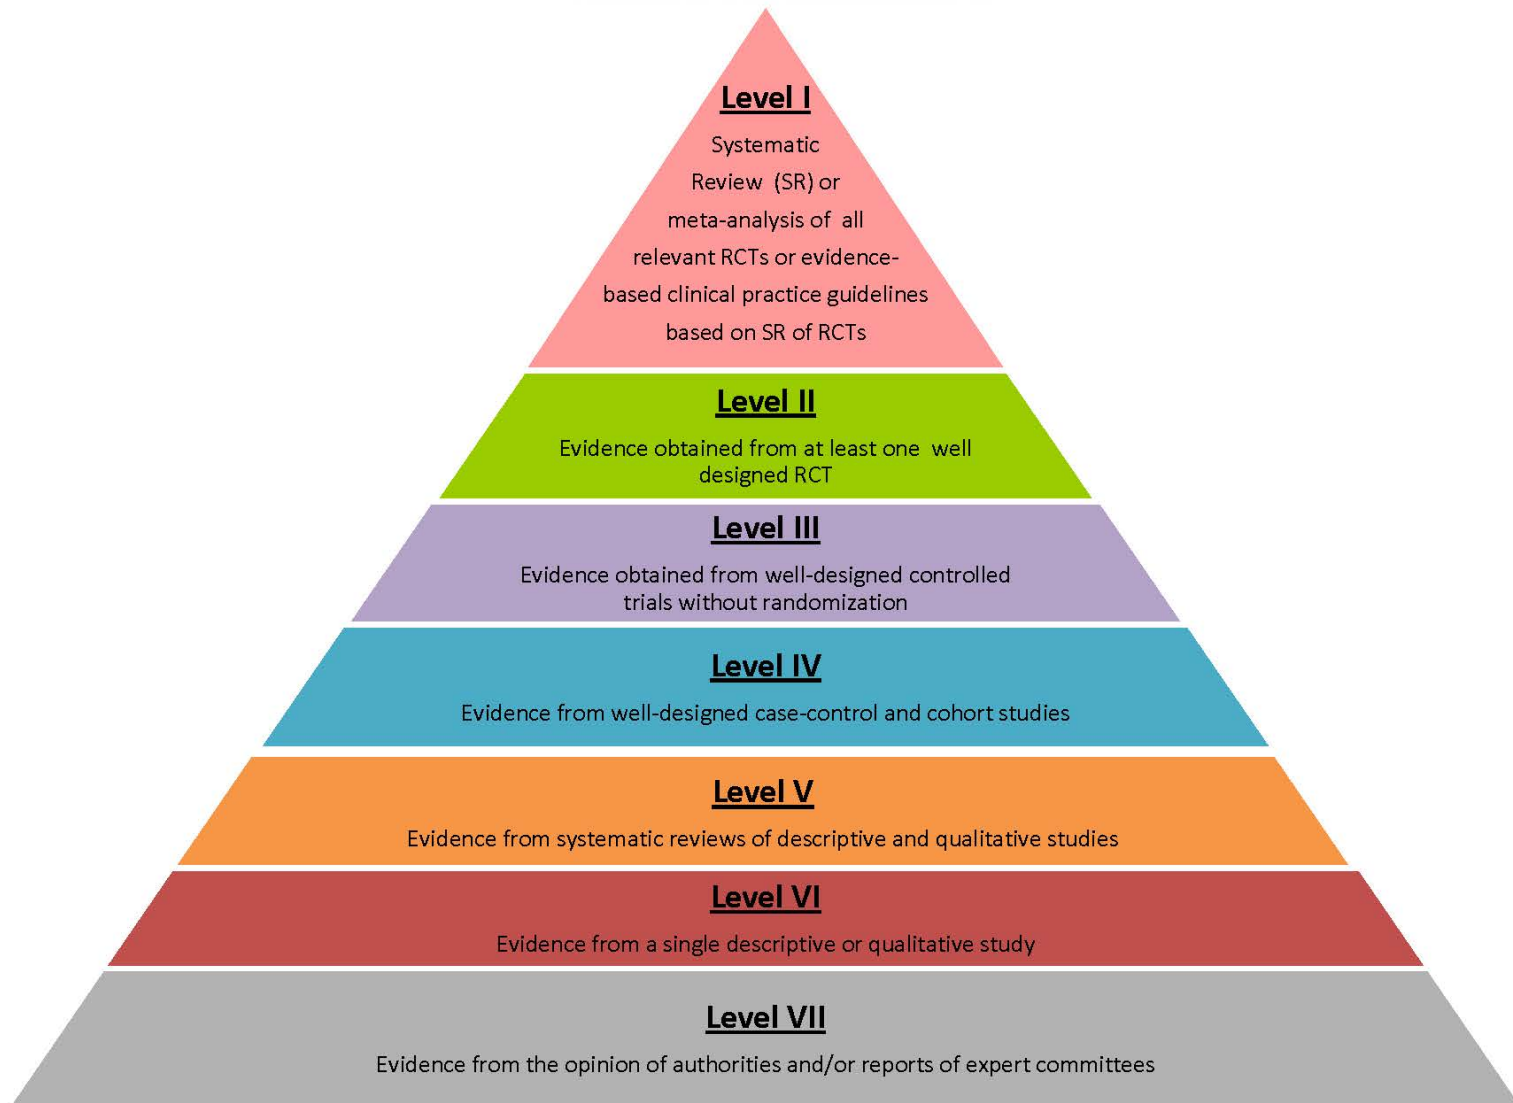 Level I
Systematic
Review (SR) or
meta-analysis of all
relevant RCTs or evidence-
based clinical practice guidelines
based on SR of RCTs
Level II
Evidence obtained from at least one well
designed RCT
Level III
Evidence obtained from well-designed controlled
trials without randomization
Level IV
Evidence from well-designed case-control and cohort studies
Level V
Evidence from systematic reviews of descriptive and qualitative studies
Level VI
Evidence from a single descriptive or qualitative study
Level VII
Evidence from the opinion of authorities and/or reports of expert committees